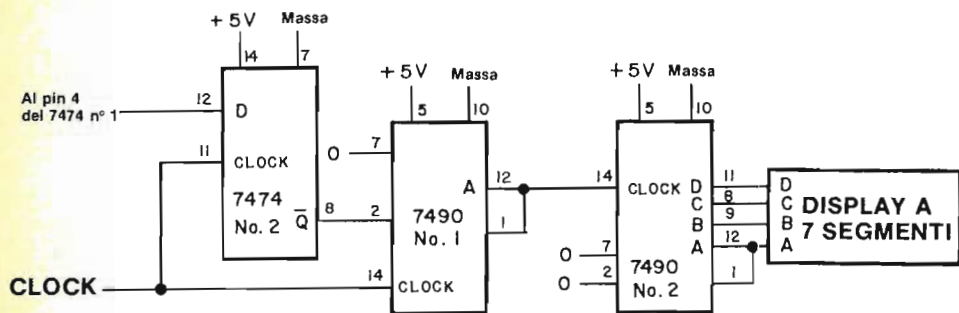 + 5V Massa
14 7
Al pin 4
del 7474 n° 1
12 D
11 CLOCK
7474
No. 2
Q̅ 8
CLOCK
+ 5V Massa
5 10
0 7
2
14 CLOCK
A 12
1
7490
No. 1
+ 5V Massa
5 10
14 CLOCK
D 11 D
C 8 C
B 9 B
A 12 A
1
0 7
0 2
7490
No. 2
DISPLAY A
7 SEGMENTI